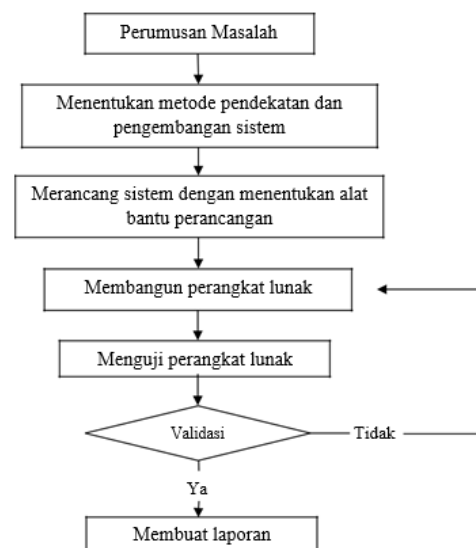 Perumusan Masalah
Menentukan metode pendekatan dan
pengembangan sistem
Merancang sistem dengan menentukan alat
bantu perancangan
Membangun perangkat lunak
Menguji perangkat lunak
Validasi
Tidak
Ya
Membuat laporan